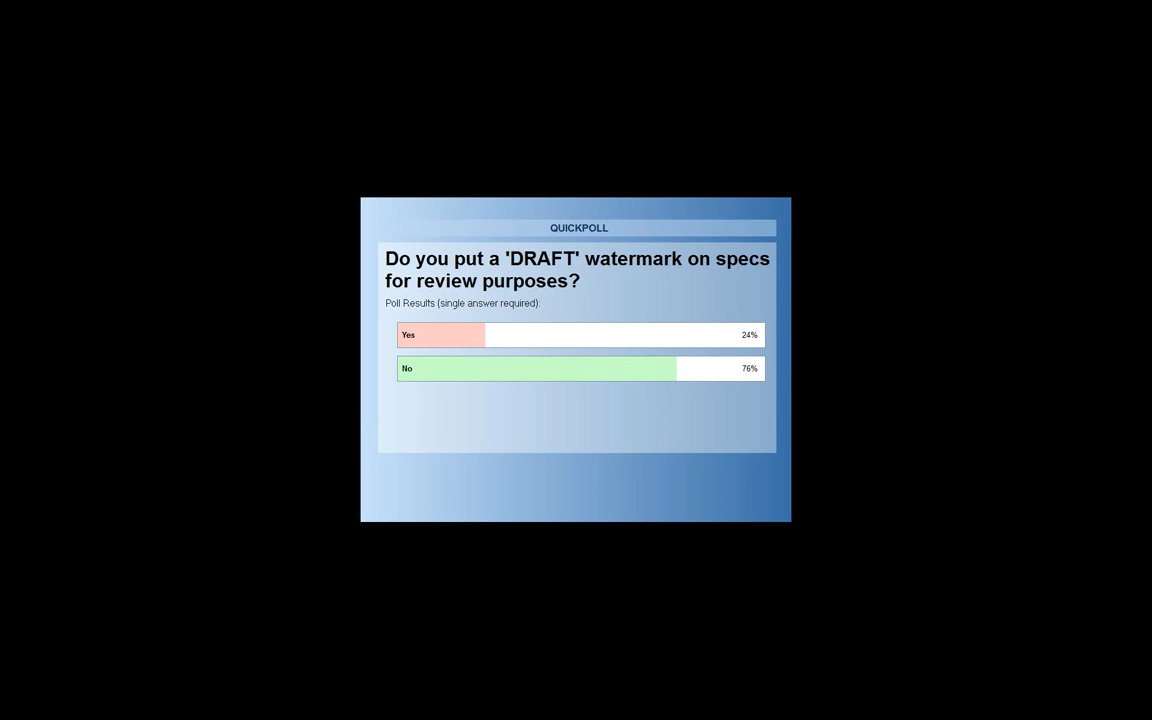 QUICKPOLL
Do you put a 'DRAFT' watermark on specs
for review purposes?
Poll Results (single answer required):
Yes 24%
No 76%